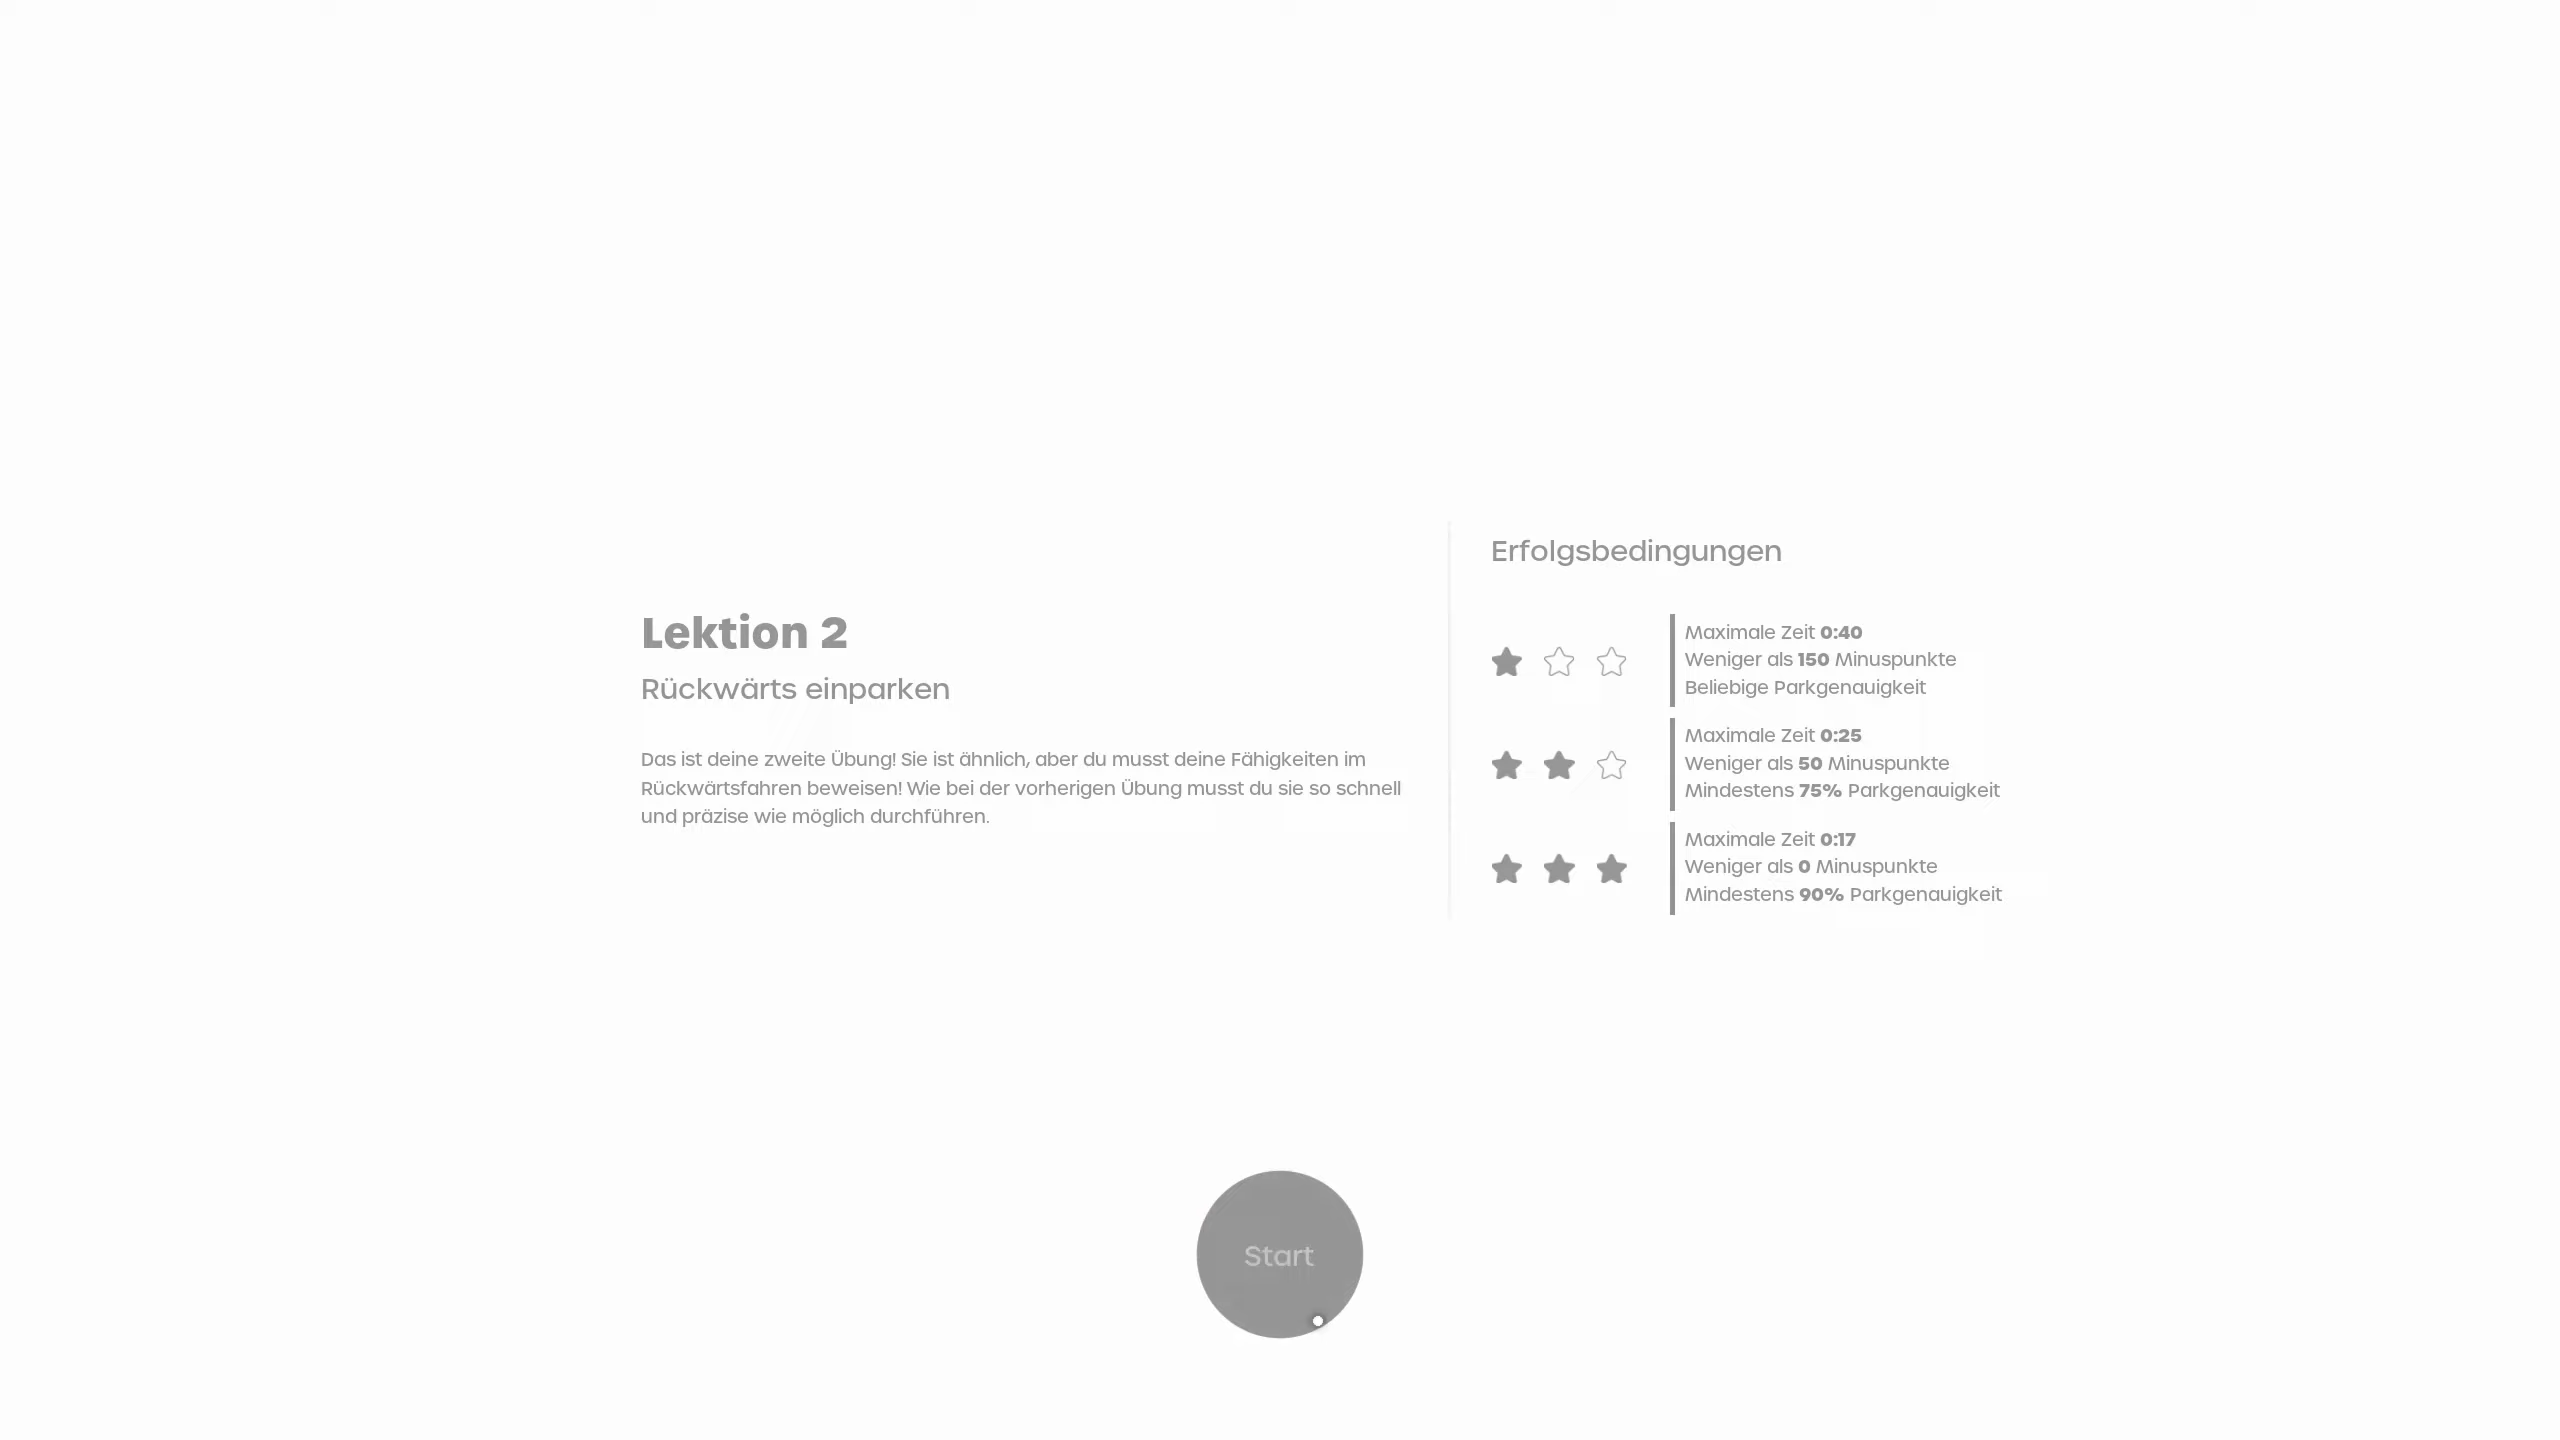 Lektion 2
Rückwärts einparken
Das ist deine zweite Übung! Sie ist ähnlich, aber du musst deine Fähigkeiten im
Rückwärtsfahren beweisen! Wie bei der vorherigen Übung musst du sie so schnell
und präzise wie möglich durchführen.
Erfolgsbedingungen
Maximale Zeit 0:40
Weniger als 150 Minuspunkte
Beliebige Parkgenauigkeit
Maximale Zeit 0:25
Weniger als 50 Minuspunkte
Mindestens 75% Parkgenauigkeit
Maximale Zeit 0:17
Weniger als 0 Minuspunkte
Mindestens 90% Parkgenauigkeit
Start